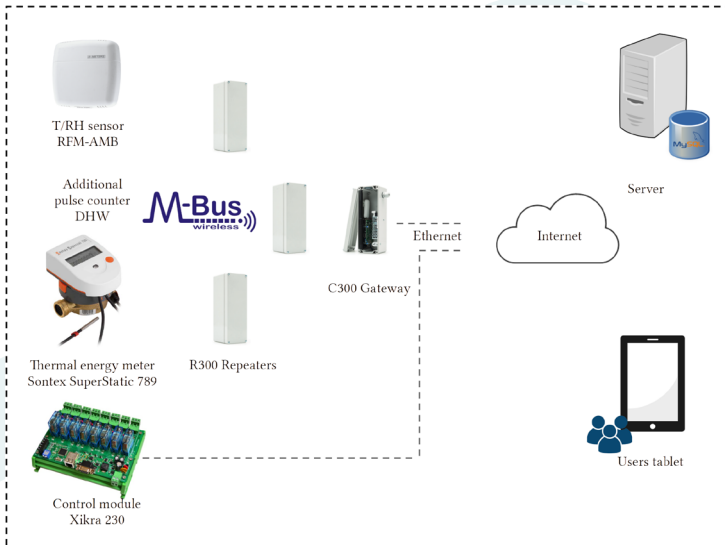 T/RH sensor
RFM-AMB
Additional
pulse counter
DHW
M-Bus
wireless
Thermal energy meter
Sontex SuperStatic 789
R300 Repeaters
C300 Gateway
Ethernet
Internet
Server
Users tablet
Control module
Xikra 230